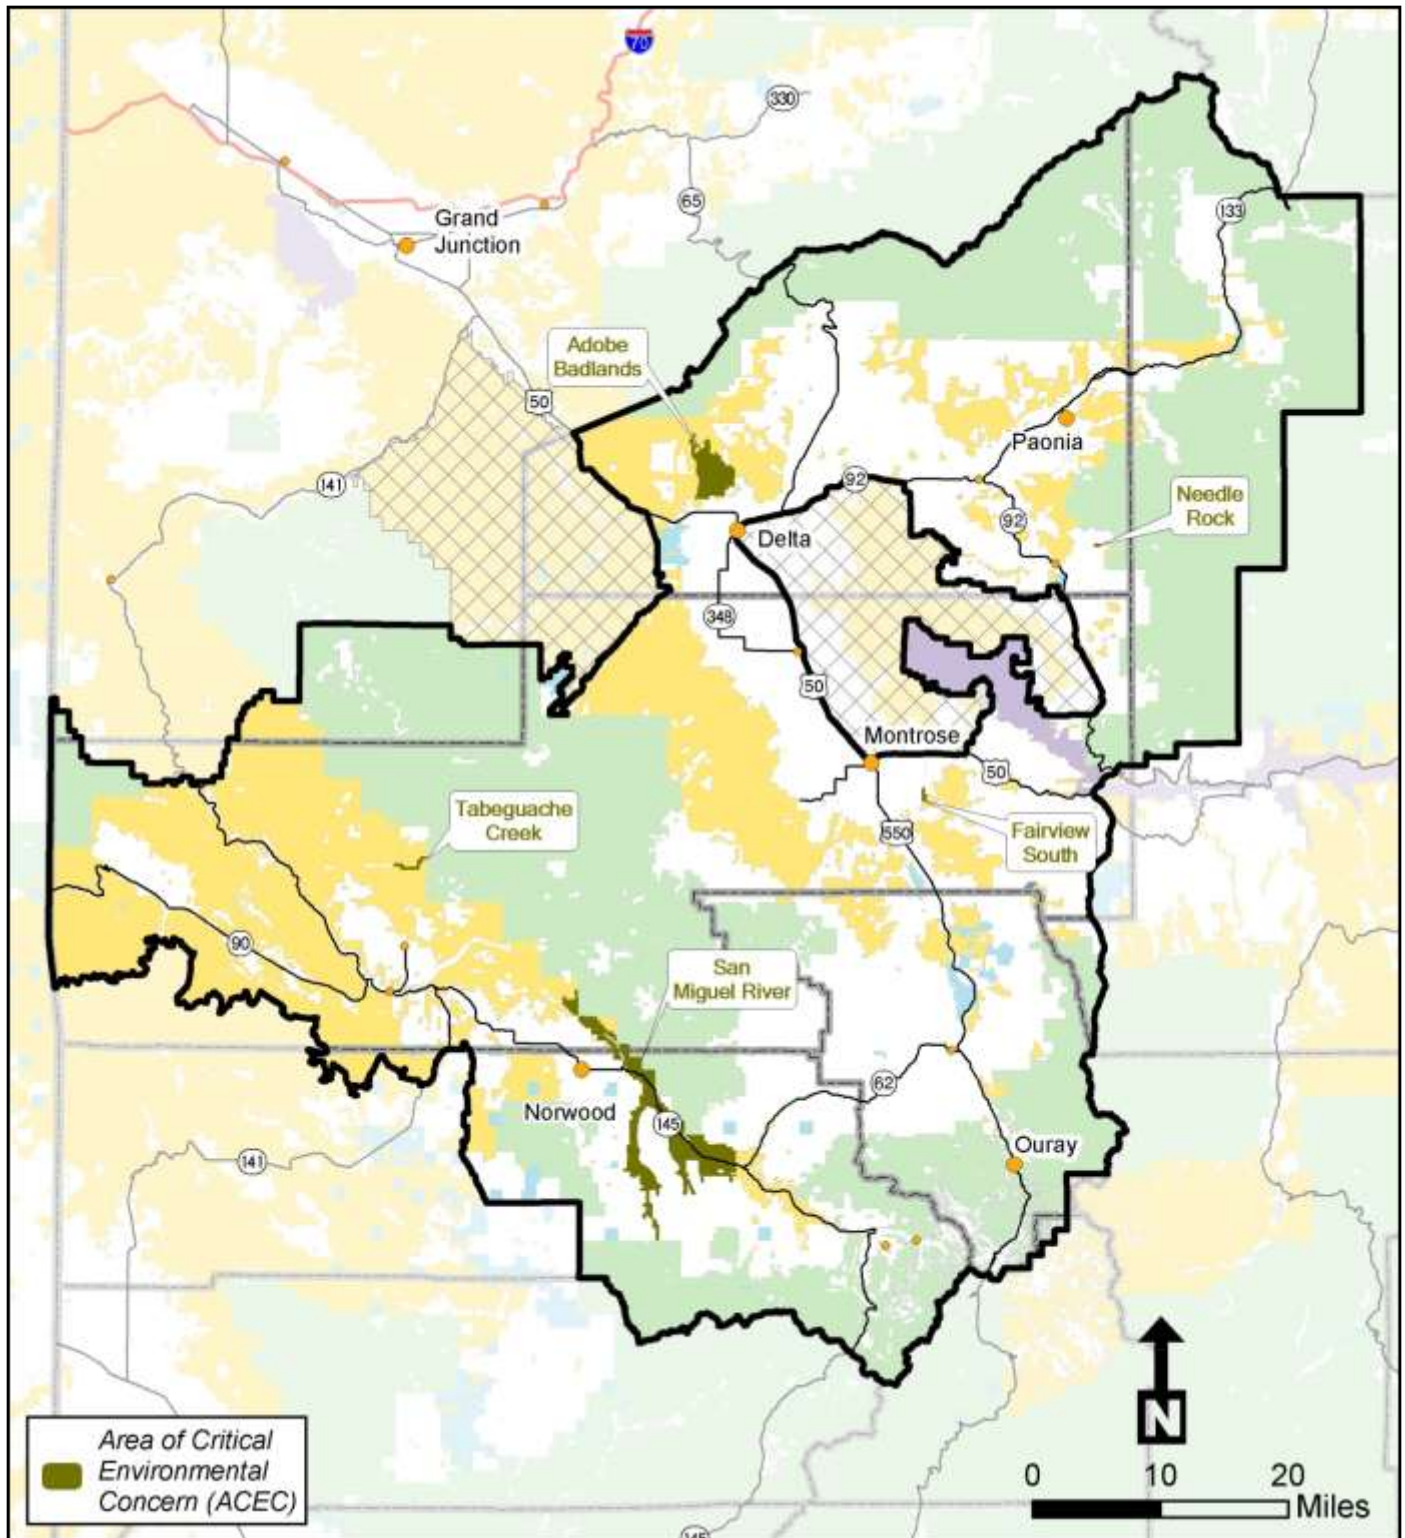 70
330
65
133
Grand
Junction
Adobe
Badlands
50
Paonia
141
92
Needle
Rock
92
Delta
348
50
Montrose
50
Tabeguache
Creek
550
Fairview
South
90
San
Miguel River
62
Norwood
145
Ouray
141
N
Area of Critical
Environmental
Concern (ACEC)
0 10 20
Miles
145